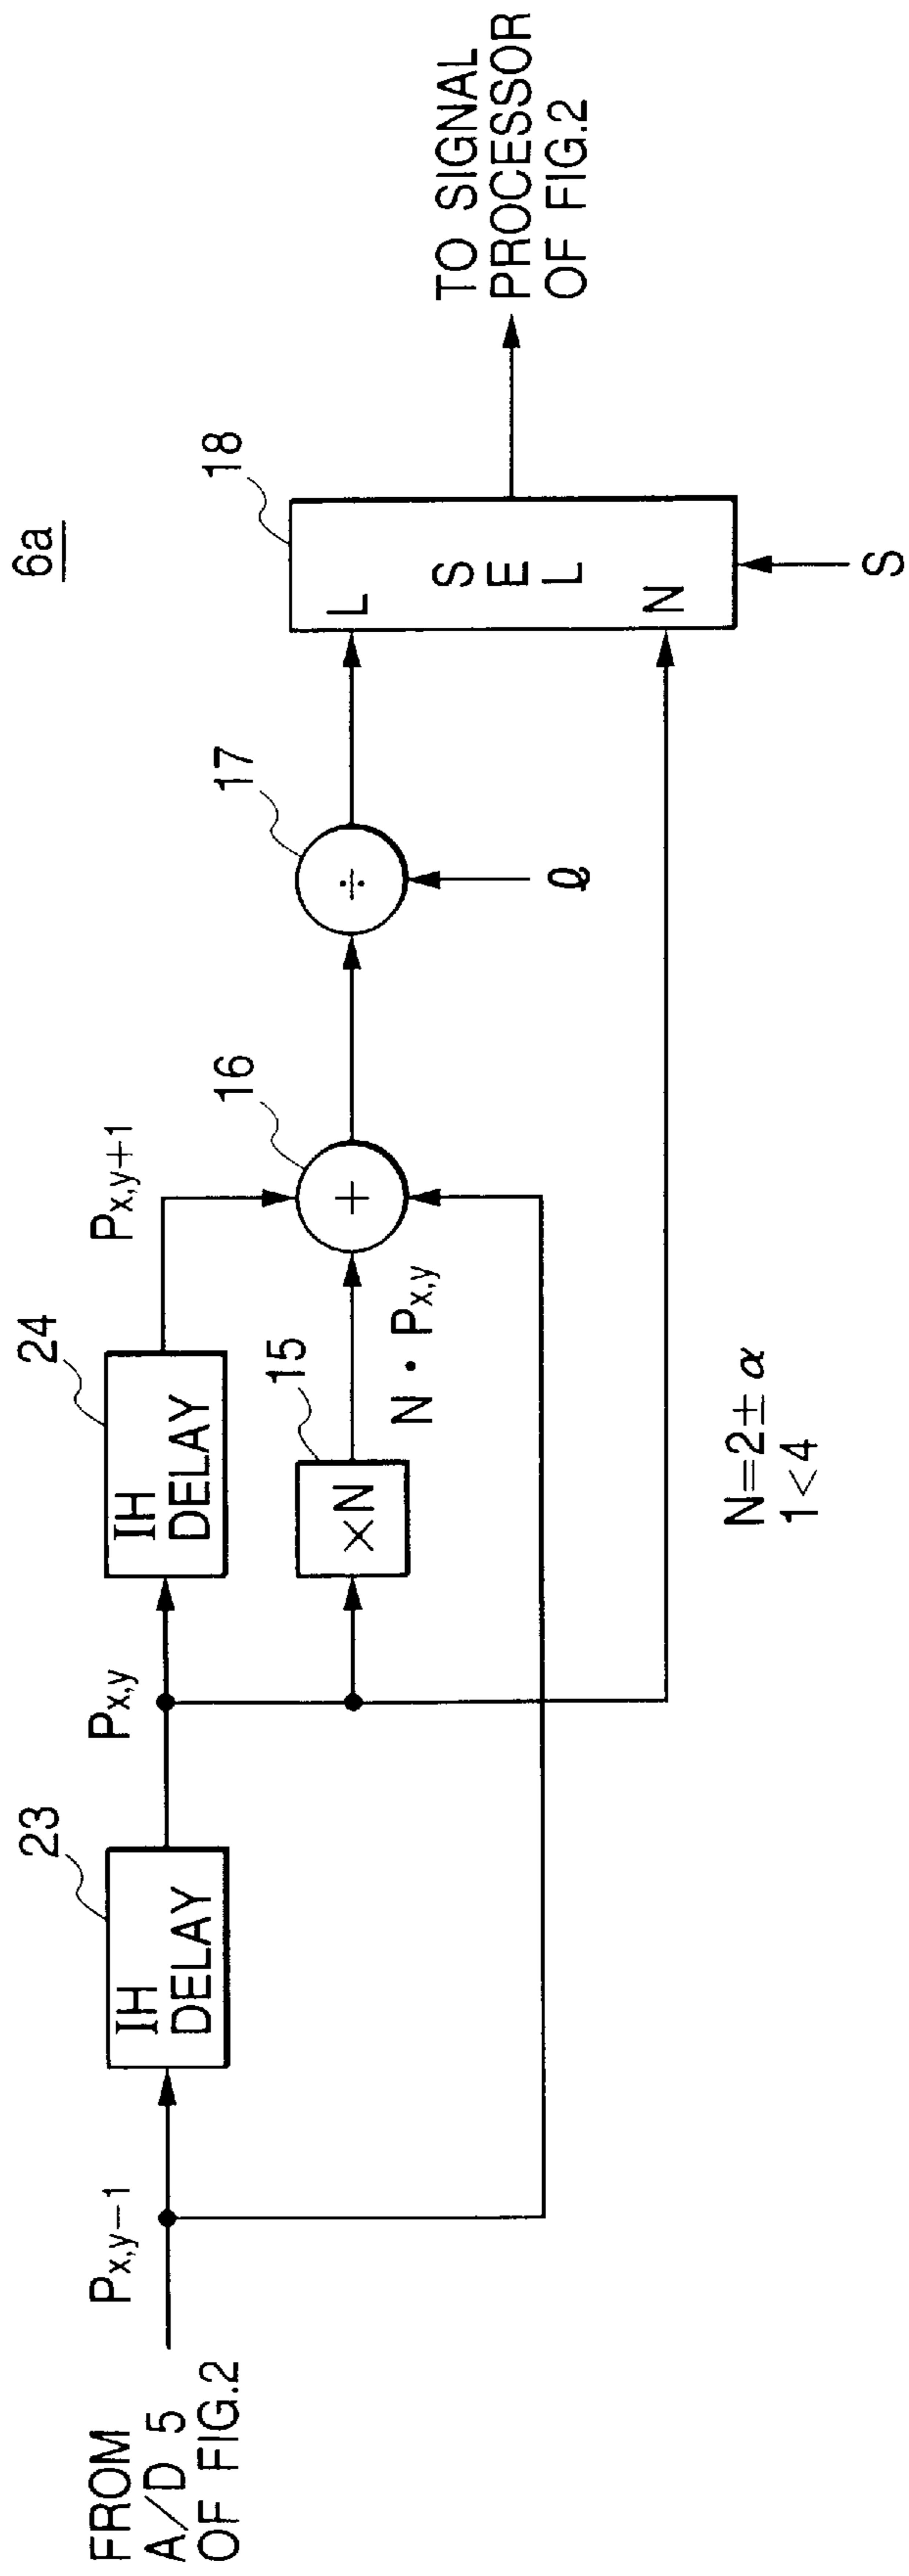 6a
FROM
A/D 5
OF FIG.2
Px,y−1
23
IH
DELAY
Px,y
24
IH
DELAY
Px,y+1
15
×N
N · Px,y
16
+
17
÷
ℓ
18
L
SEL
N
S
TO SIGNAL
PROCESSOR
OF FIG.2
N=2±α
1<4